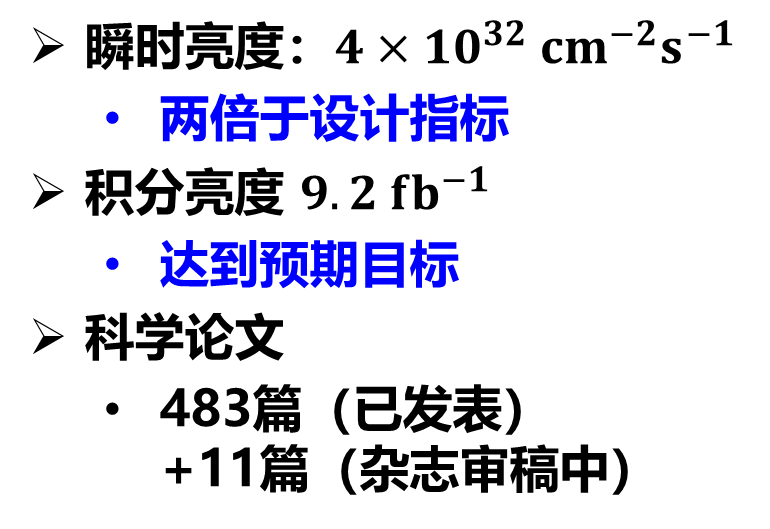 ➢ 瞬时亮度：4 × 10³² cm⁻²s⁻¹
• 两倍于设计指标
➢ 积分亮度 9.2 fb⁻¹
• 达到预期目标
➢ 科学论文
• 483篇（已发表）
+11篇（杂志审稿中）